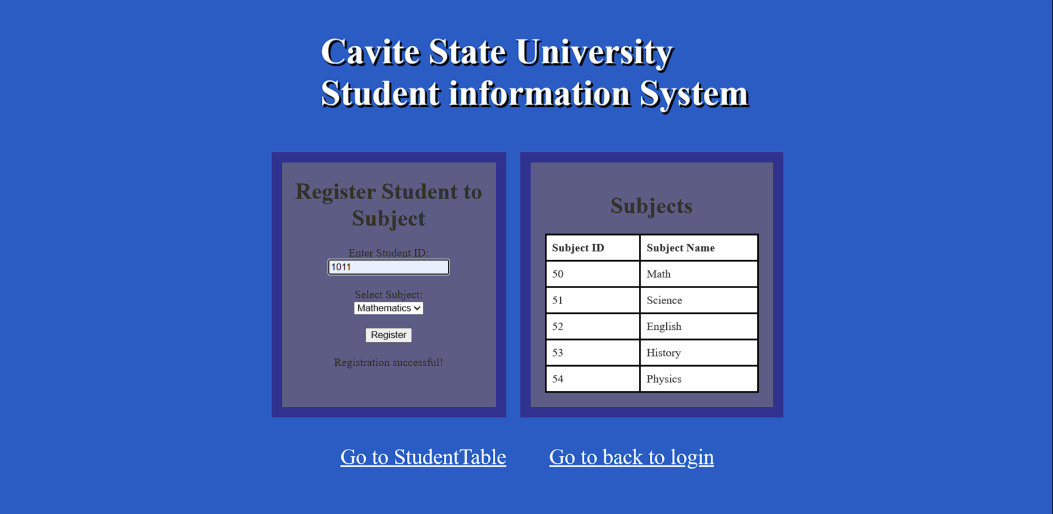 Cavite State University
Student information System
Register Student to
Subject
Enter Student ID:
1011
Select Subject:
Mathematics
Register
Registration successful!
Subjects
Subject ID Subject Name
50 Math
51 Science
52 English
53 History
54 Physics
Go to StudentTable Go to back to login